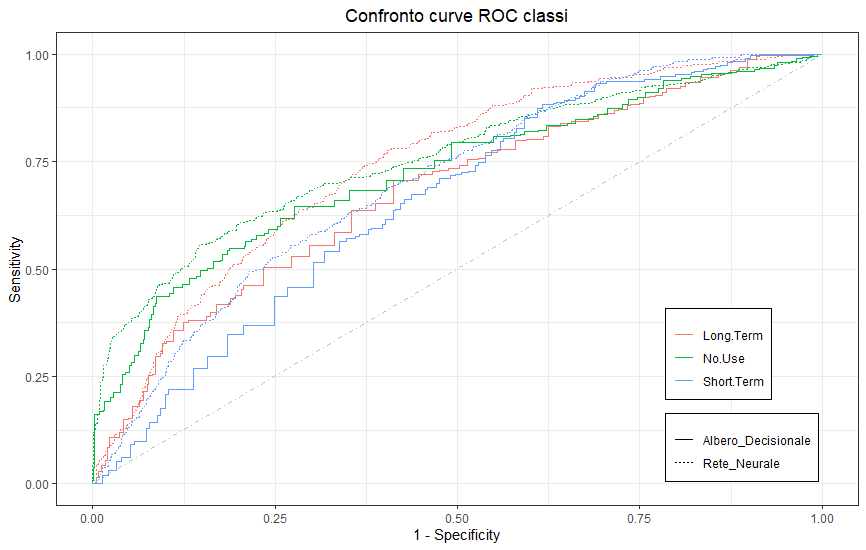 Confronto curve ROC classi
Sensitivity
1.00
0.75
0.50
0.25
0.00
Long.Term
No.Use
Short.Term
Albero_Decisionale
Rete_Neurale
0.00 0.25 0.50 0.75 1.00
1 - Specificity